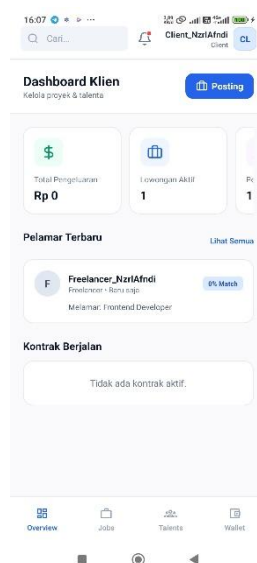 16:07
Cari...
Client_NzrlAfndi
Client
CL
Dashboard Klien
Kelola proyek & talenta
Posting
Total Pengeluaran
Rp 0
Lowongan Aktif
1
Pe
1
Pelamar Terbaru
Lihat Semua
F
Freelancer_NzrlAfndi
Freelancer • Baru saja
0% Match
Melamar: Frontend Developer
Kontrak Berjalan
Tidak ada kontrak aktif.
Overview
Jobs
Talents
Wallet